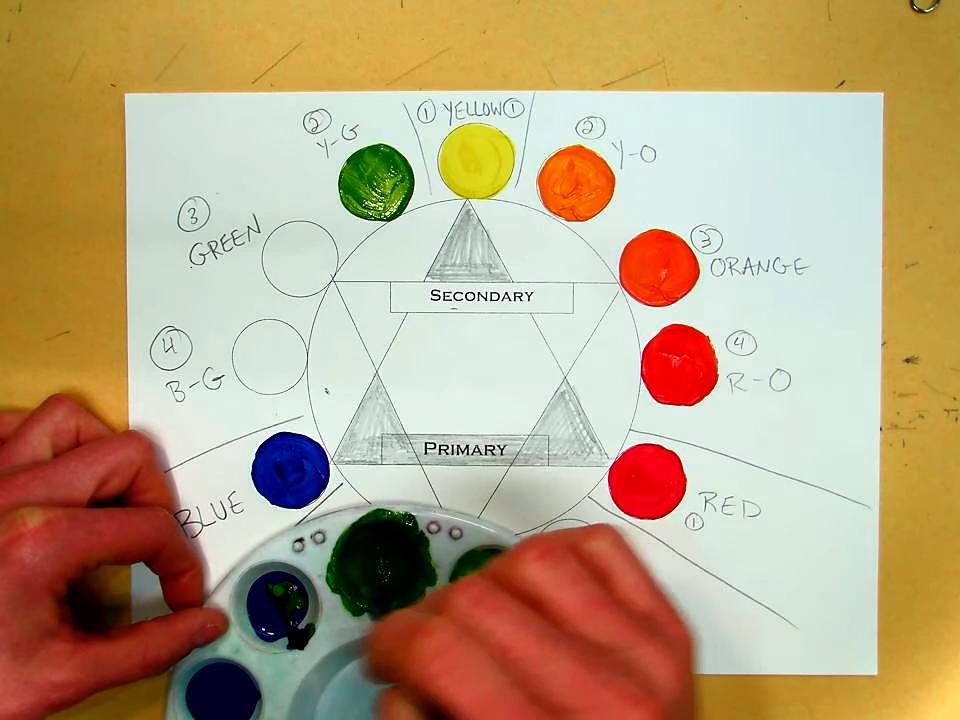 ① YELLOW ①
② Y-G
② Y-O
③ GREEN
③ ORANGE
SECONDARY
④ B-G
④ R-O
PRIMARY
BLUE
① RED